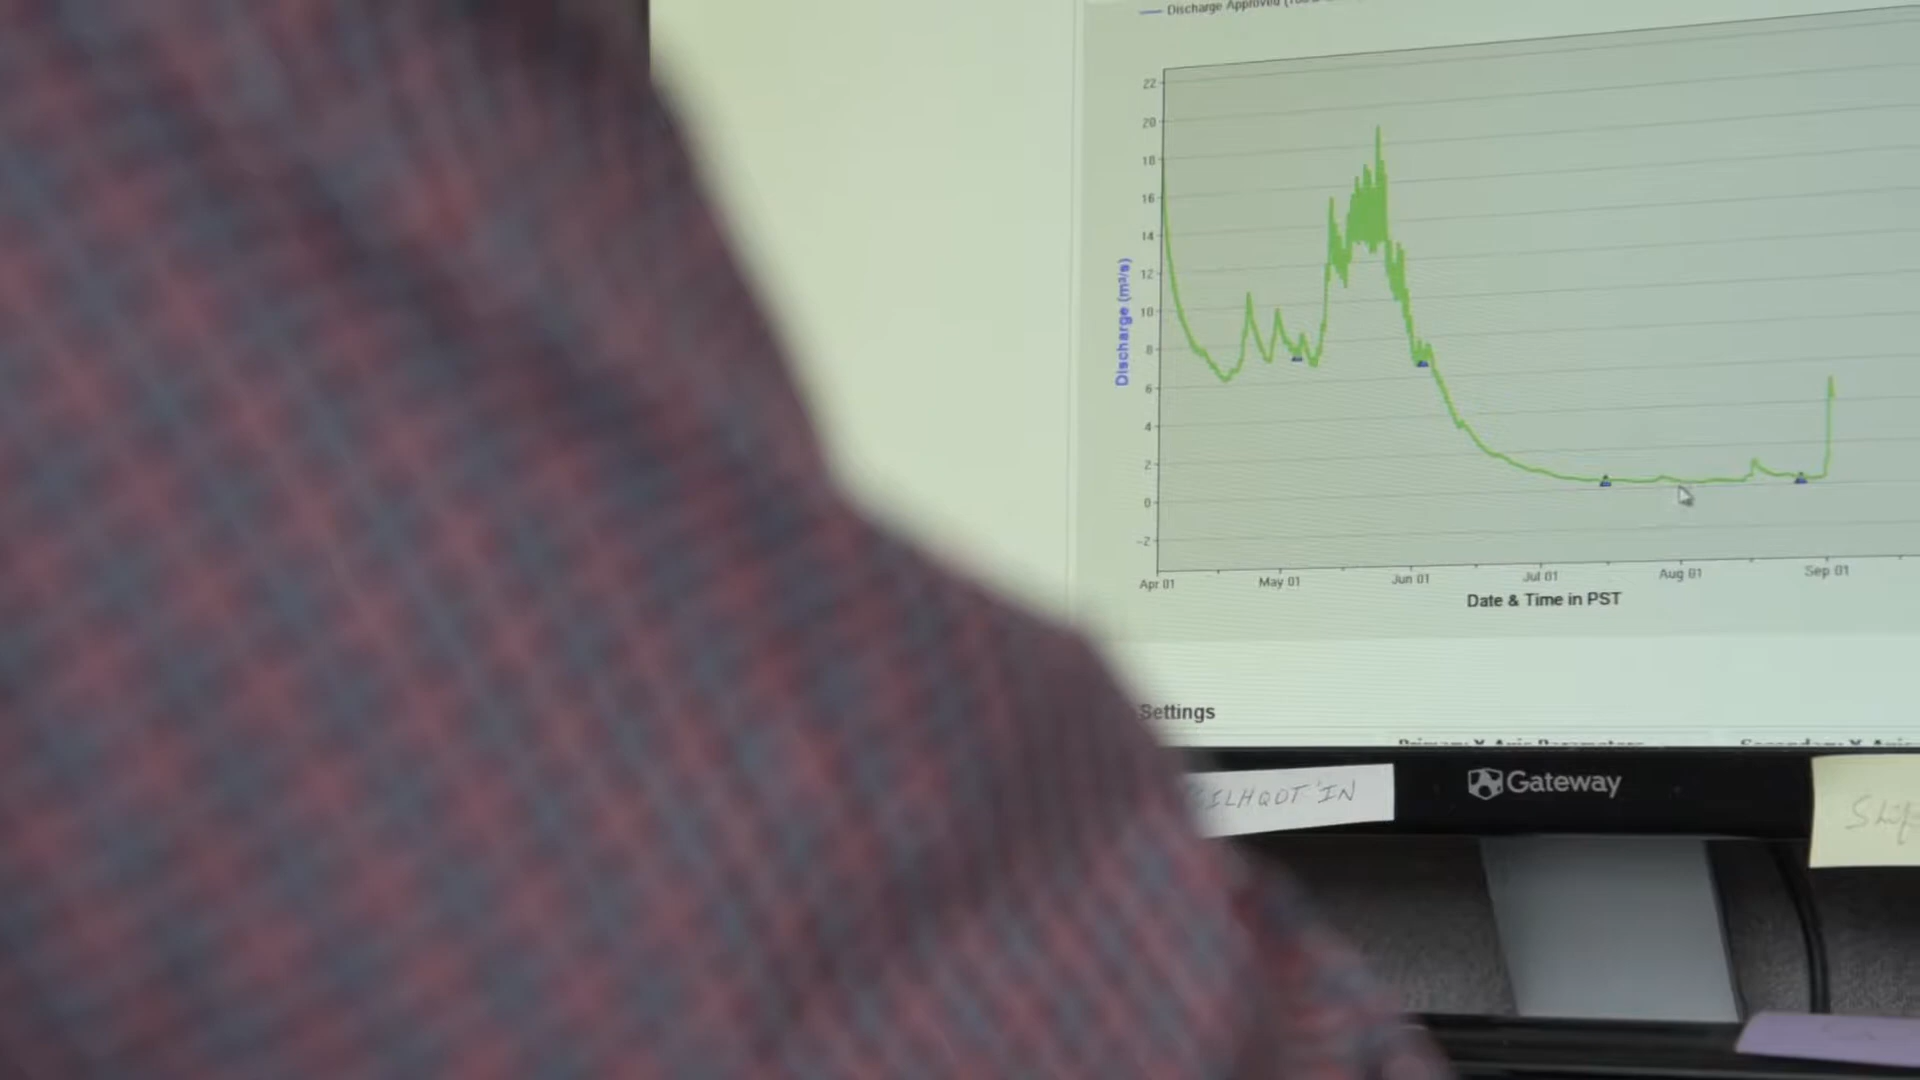 Discharge Approved
22
20
18
16
14
12
10
8
6
4
2
0
-2
Discharge (m³/s)
Apr 01 May 01 Jun 01 Jul 01 Aug 01 Sep 01
Date & Time in PST
Settings
ILHQOT'IN
Gateway